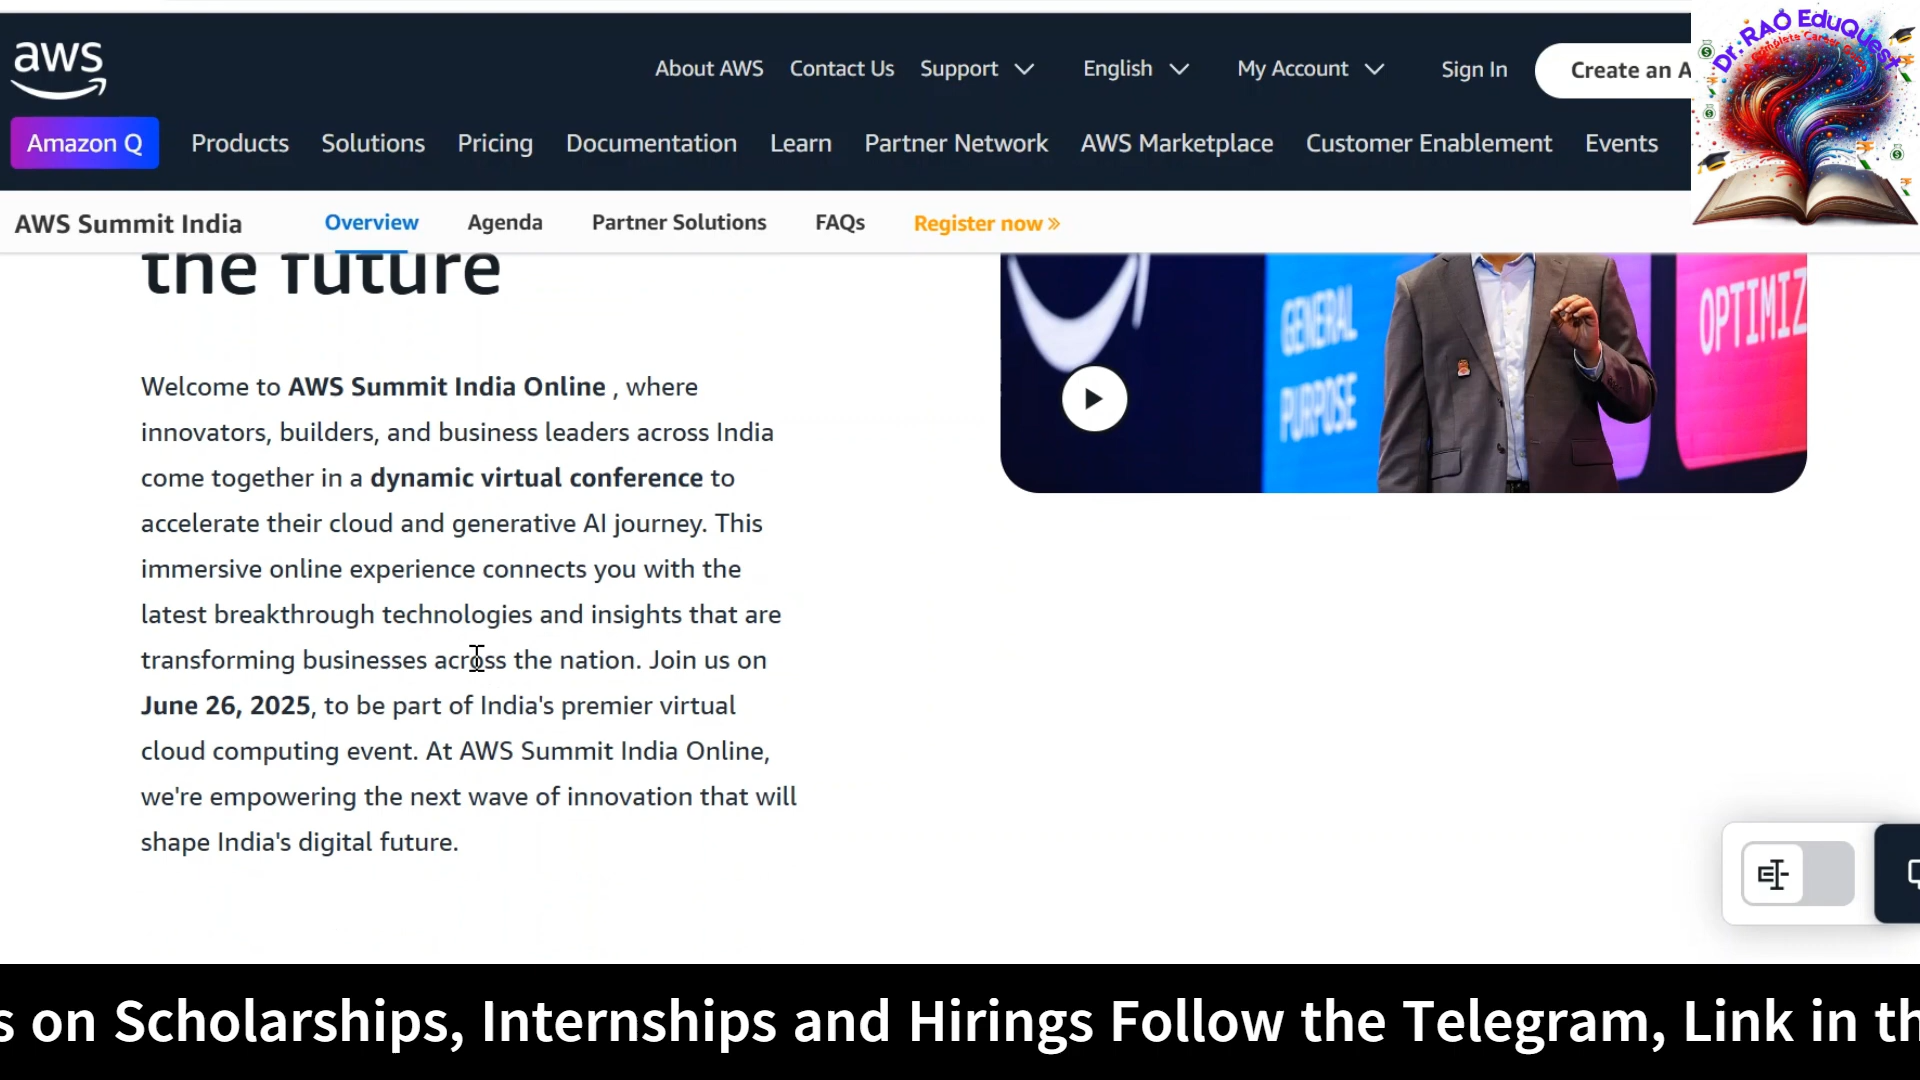 aws
About AWS Contact Us Support English My Account Sign In Create an A
Dr. RAO EduQuest
Complete Career
Amazon Q Products Solutions Pricing Documentation Learn Partner Network AWS Marketplace Customer Enablement Events
AWS Summit India Overview Agenda Partner Solutions FAQs Register now »
the future
GENERAL
PURPOSE
OPTIMIZ
Welcome to AWS Summit India Online , where
innovators, builders, and business leaders across India
come together in a dynamic virtual conference to
accelerate their cloud and generative AI journey. This
immersive online experience connects you with the
latest breakthrough technologies and insights that are
transforming businesses across the nation. Join us on
June 26, 2025, to be part of India's premier virtual
cloud computing event. At AWS Summit India Online,
we're empowering the next wave of innovation that will
shape India's digital future.
s on Scholarships, Internships and Hirings Follow the Telegram, Link in th